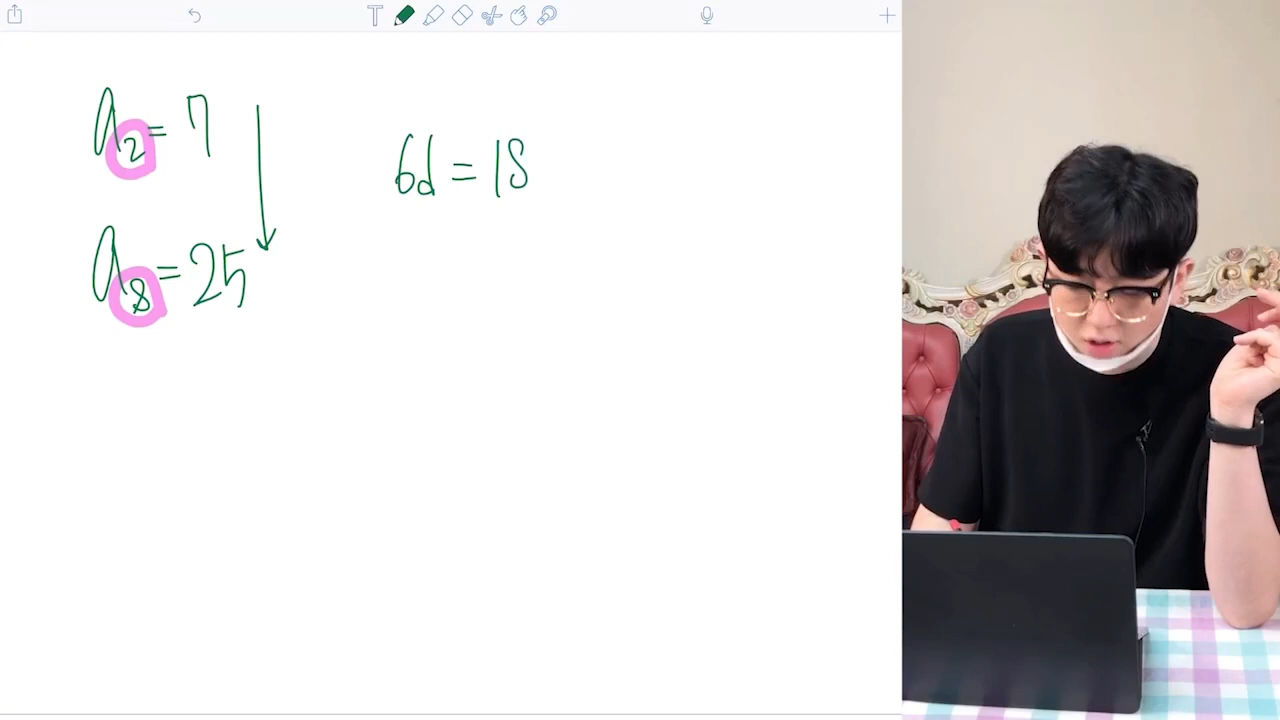 a₂ = 7
6d = 18
a₈ = 25